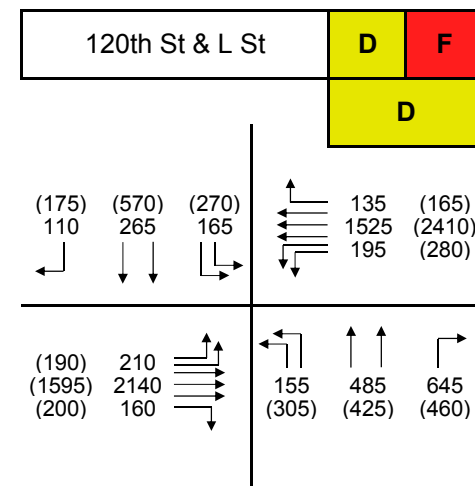 120th St & L St D F
D
(175) (570) (270)
110 265 165
135 (165)
1525 (2410)
195 (280)
(190) 210
(1595) 2140
(200) 160
155 485 645
(305) (425) (460)